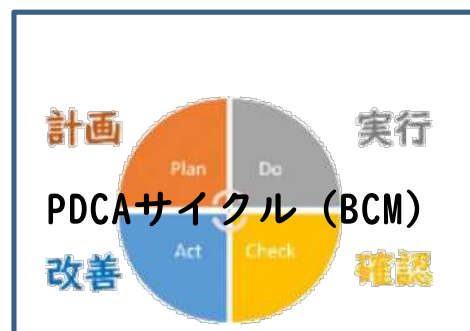 計画 実行
Plan Do
PDCAサイクル（BCM）
Act Check
改善 確認